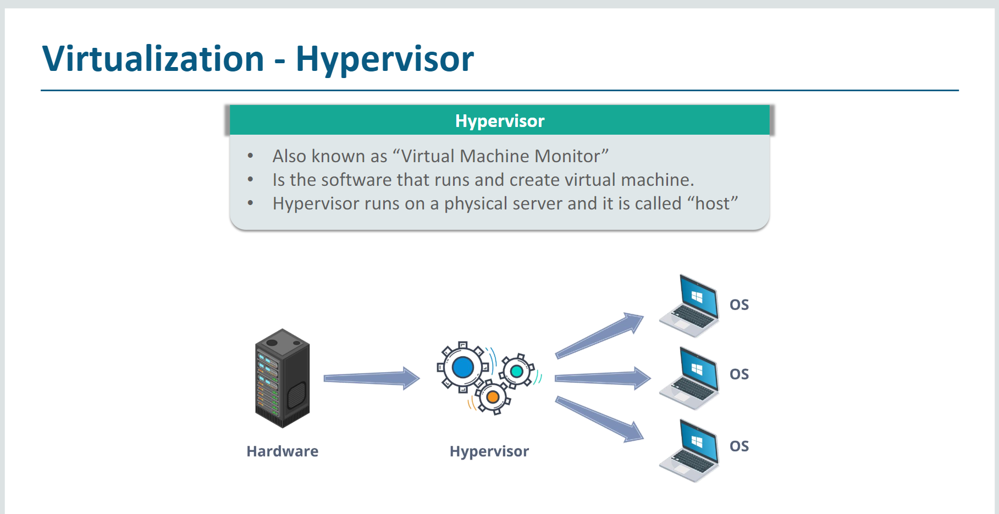 Virtualization - Hypervisor
Hypervisor
• Also known as “Virtual Machine Monitor”
• Is the software that runs and create virtual machine.
• Hypervisor runs on a physical server and it is called “host”
OS
OS
OS
Hardware
Hypervisor